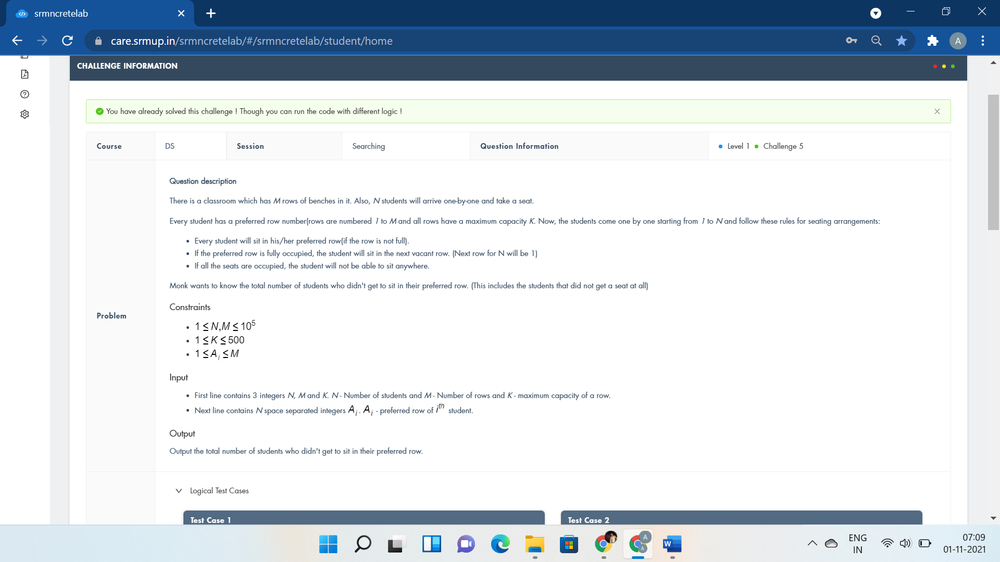 srmncretelab
care.srmup.in/srmncretelab/#/srmncretelab/student/home
A
CHALLENGE INFORMATION
You have already solved this challenge ! Though you can run the code with different logic !
Course DS Session Searching Question Information Level 1 Challenge 5
Problem
Question description
There is a classroom which has M rows of benches in it. Also, N students will arrive one-by-one and take a seat.
Every student has a preferred row number(rows are numbered 1 to M and all rows have a maximum capacity K. Now, the students come one by one starting from 1 to N and follow these rules for seating arrangements:
• Every student will sit in his/her preferred row(if the row is not full).
• If the preferred row is fully occupied, the student will sit in the next vacant row. (Next row for N will be 1)
• If all the seats are occupied, the student will not be able to sit anywhere.
Monk wants to know the total number of students who didn't get to sit in their preferred row. (This includes the students that did not get a seat at all)
Constraints
• 1 ≤ N,M ≤ 10⁵
• 1 ≤ K ≤ 500
• 1 ≤ Aᵢ ≤ M
Input
• First line contains 3 integers N, M and K. N - Number of students and M - Number of rows and K - maximum capacity of a row.
• Next line contains N space separated integers Aᵢ. Aᵢ - preferred row of iᵗʰ student.
Output
Output the total number of students who didn't get to sit in their preferred row.
Logical Test Cases
Test Case 1 Test Case 2
A
A
W
ENG
IN
07:09
01-11-2021